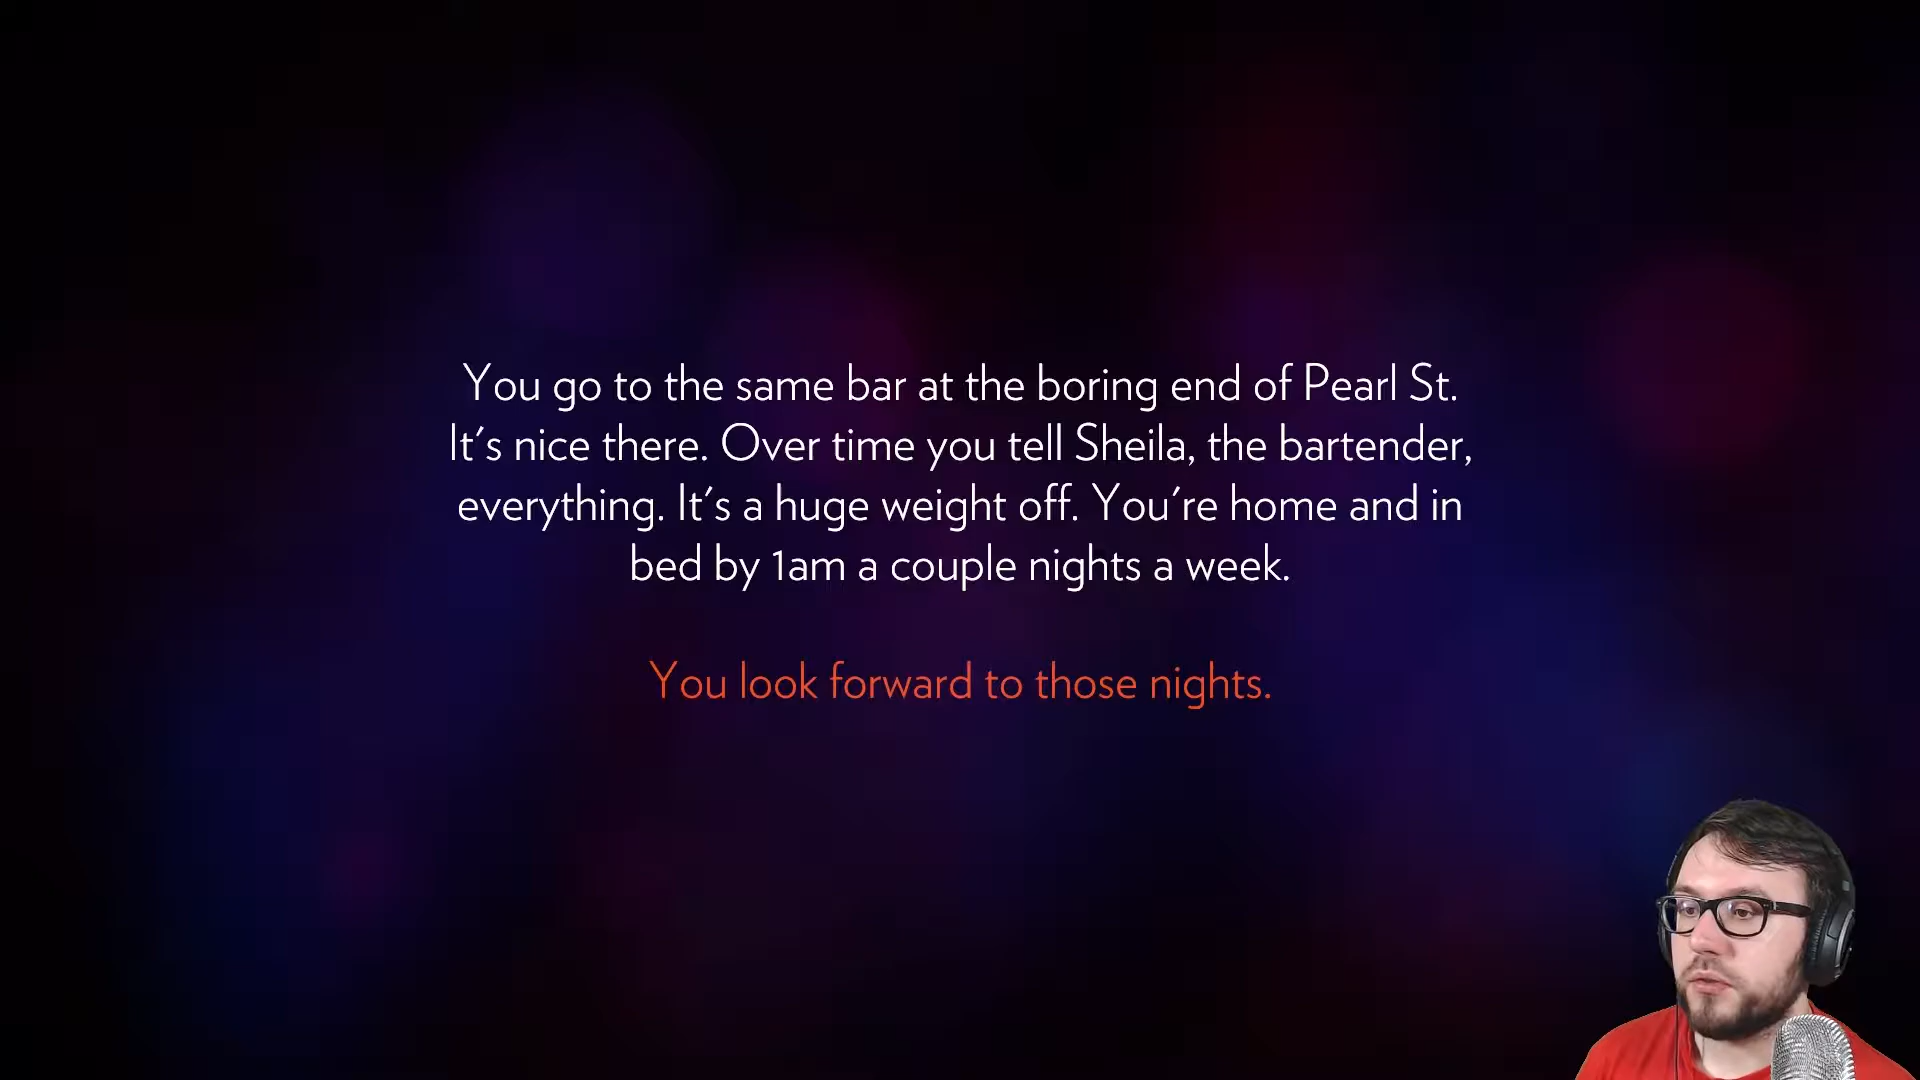 You go to the same bar at the boring end of Pearl St.
It's nice there. Over time you tell Sheila, the bartender,
everything. It's a huge weight off. You're home and in
bed by 1am a couple nights a week.
You look forward to those nights.